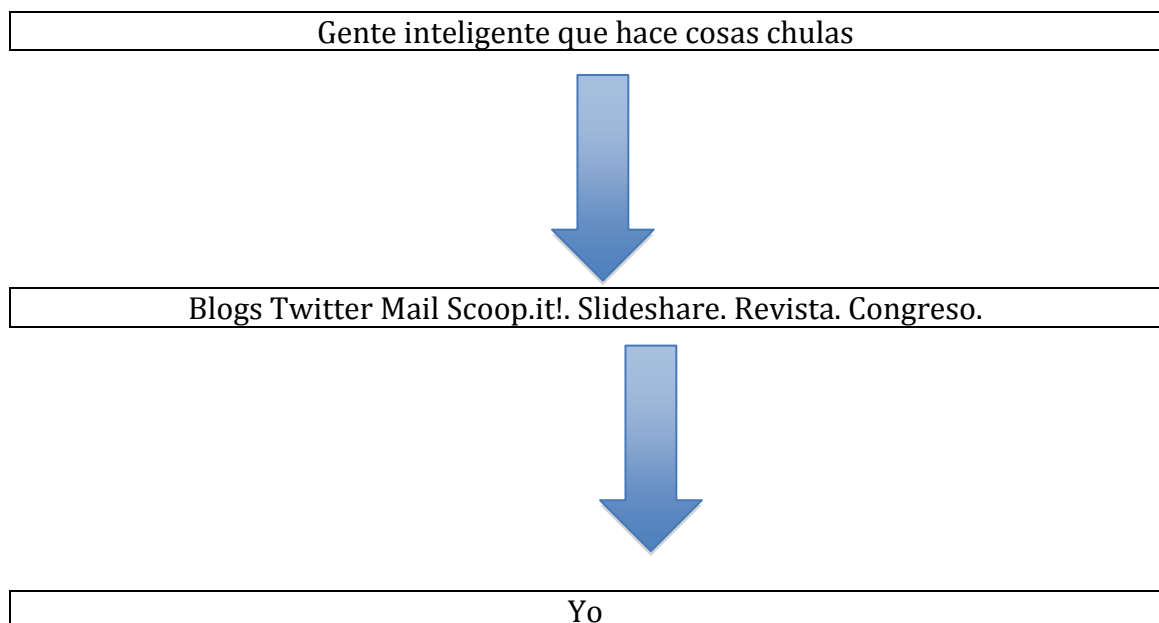 Gente inteligente que hace cosas chulas
Blogs Twitter Mail Scoop.it!. Slideshare. Revista. Congreso.
Yo